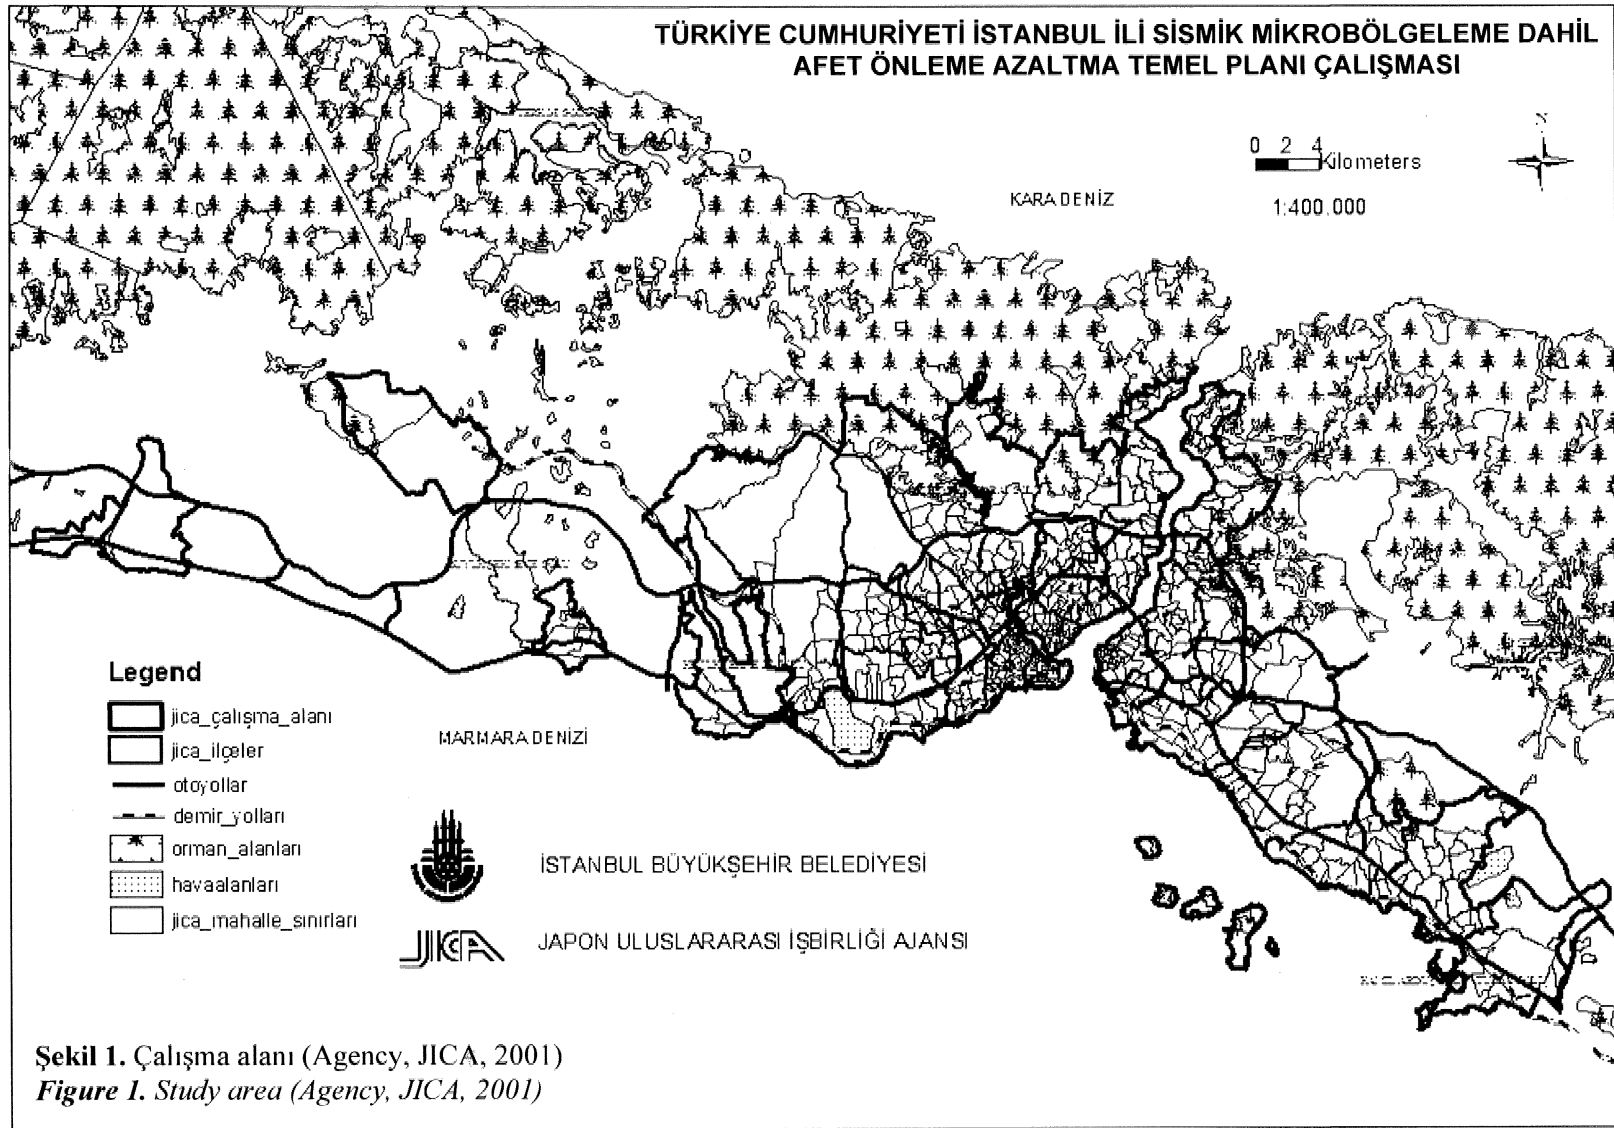 TÜRKİYE CUMHURİYETİ İSTANBUL İLİ SİSMİK MİKROBÖLGELEME DAHİL
AFET ÖNLEME AZALTMA TEMEL PLANI ÇALIŞMASI
N
0 2 4
Kilometers
1:400.000
KARADENİZ
MARMARA DENİZİ
Legend
jica_çalışma_alanı
jica_ilçeler
otoyollar
demir_yolları
orman_alanları
havaalanları
jica_mahalle_sınırları
İSTANBUL BÜYÜKŞEHİR BELEDİYESİ
JICA JAPON ULUSLARARASI İŞBİRLİĞİ AJANSI
Şekil 1. Çalışma alanı (Agency, JICA, 2001)
Figure 1. Study area (Agency, JICA, 2001)